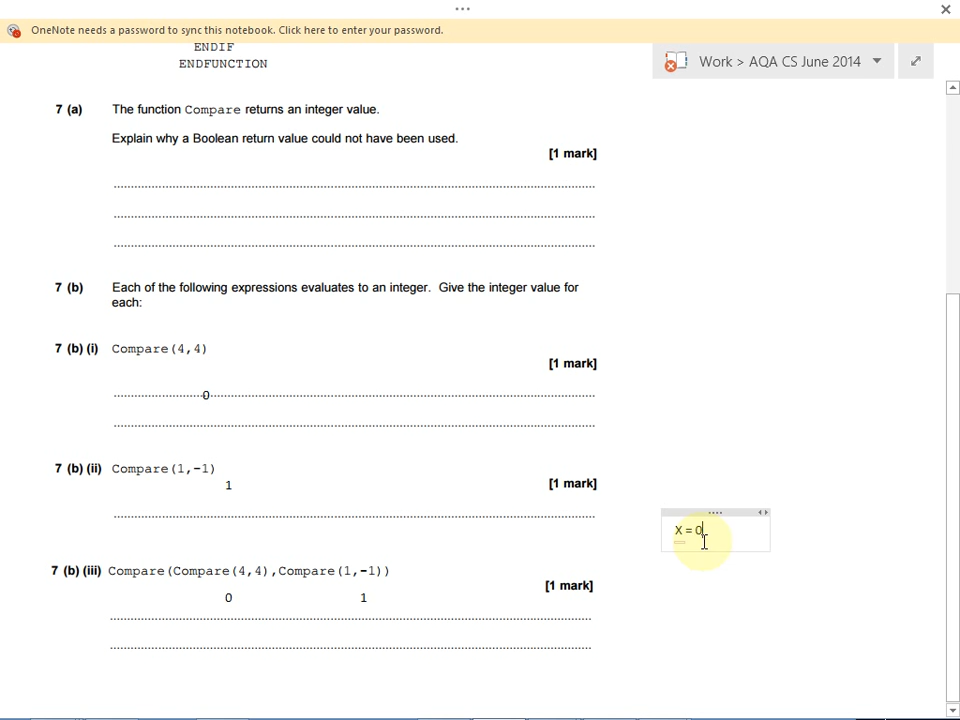 OneNote needs a password to sync this notebook. Click here to enter your password.
ENDIF
ENDFUNCTION
Work > AQA CS June 2014
7 (a) The function Compare returns an integer value.
Explain why a Boolean return value could not have been used.
[1 mark]
7 (b) Each of the following expressions evaluates to an integer. Give the integer value for
each:
7 (b) (i) Compare(4,4)
[1 mark]
0
7 (b) (ii) Compare(1,-1)
1
[1 mark]
X = 0
7 (b) (iii) Compare(Compare(4,4),Compare(1,-1))
[1 mark]
0 1